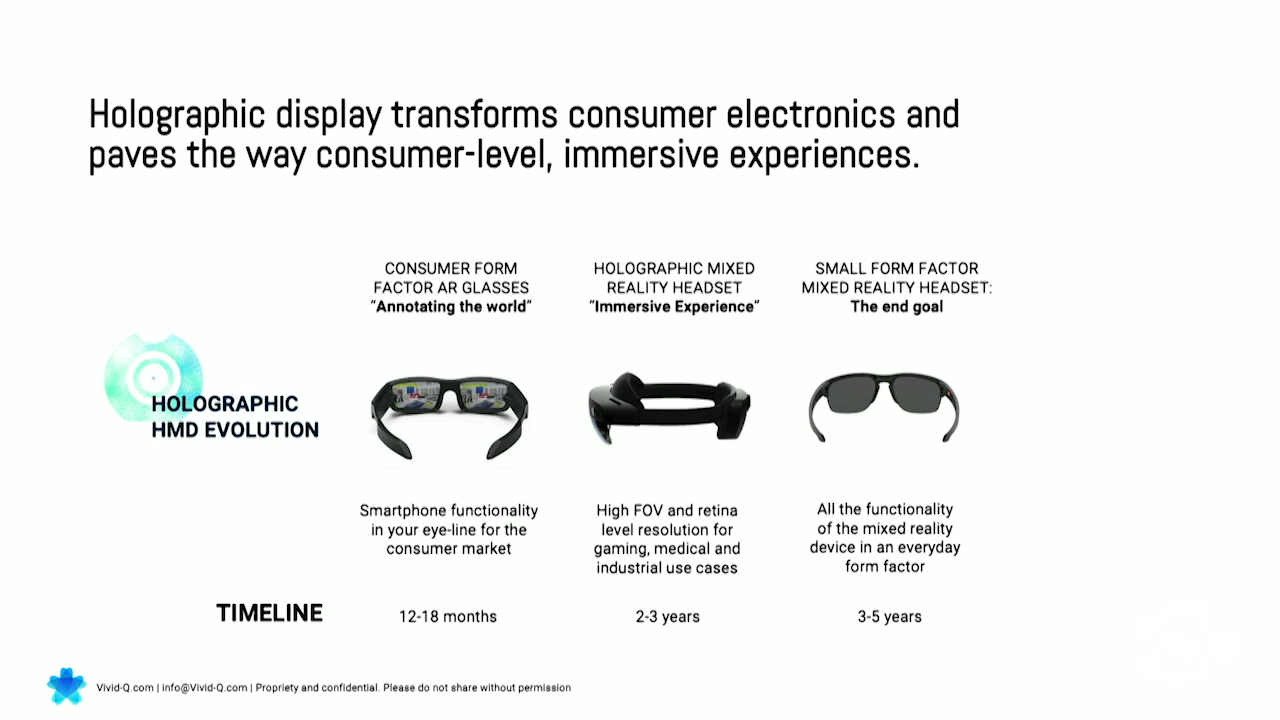 Holographic display transforms consumer electronics and
paves the way consumer-level, immersive experiences.
CONSUMER FORM
FACTOR AR GLASSES
“Annotating the world”
HOLOGRAPHIC MIXED
REALITY HEADSET
“Immersive Experience”
SMALL FORM FACTOR
MIXED REALITY HEADSET:
The end goal
HOLOGRAPHIC
HMD EVOLUTION
Smartphone functionality
in your eye-line for the
consumer market
High FOV and retina
level resolution for
gaming, medical and
industrial use cases
All the functionality
of the mixed reality
device in an everyday
form factor
TIMELINE
12-18 months
2-3 years
3-5 years
Vivid-Q.com | info@Vivid-Q.com | Propriety and confidential. Please do not share without permission